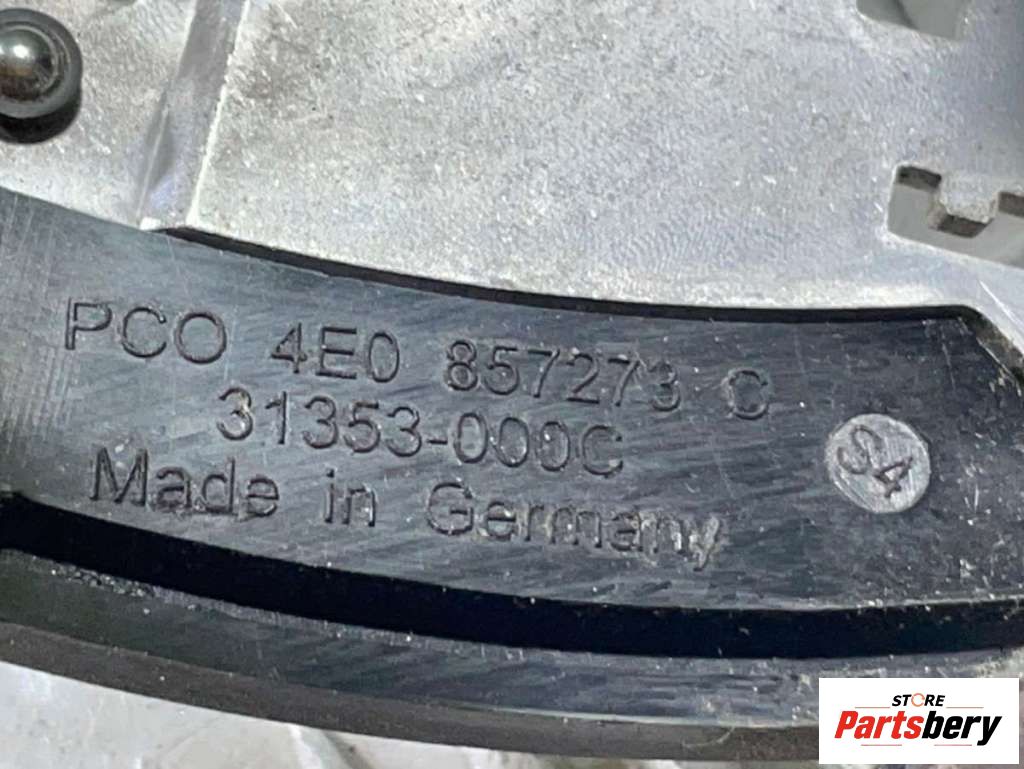 PCO 4E0 857273 C
31353-000C
Made in Germany
S4
STORE
Partsbery